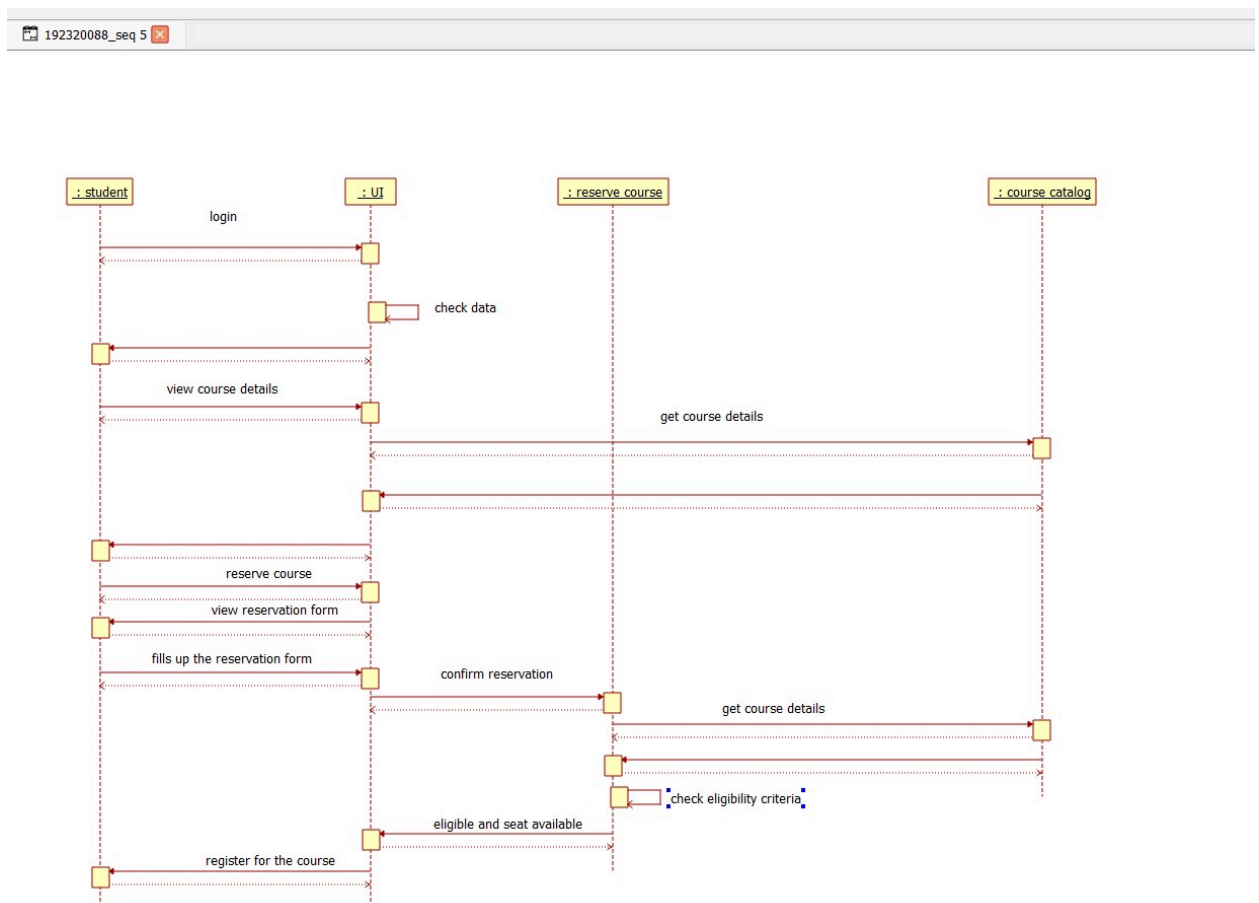 192320088_seq 5
: student
: UI
: reserve course
: course catalog
login
check data
view course details
get course details
reserve course
view reservation form
fills up the reservation form
confirm reservation
get course details
check eligibility criteria
eligible and seat available
register for the course